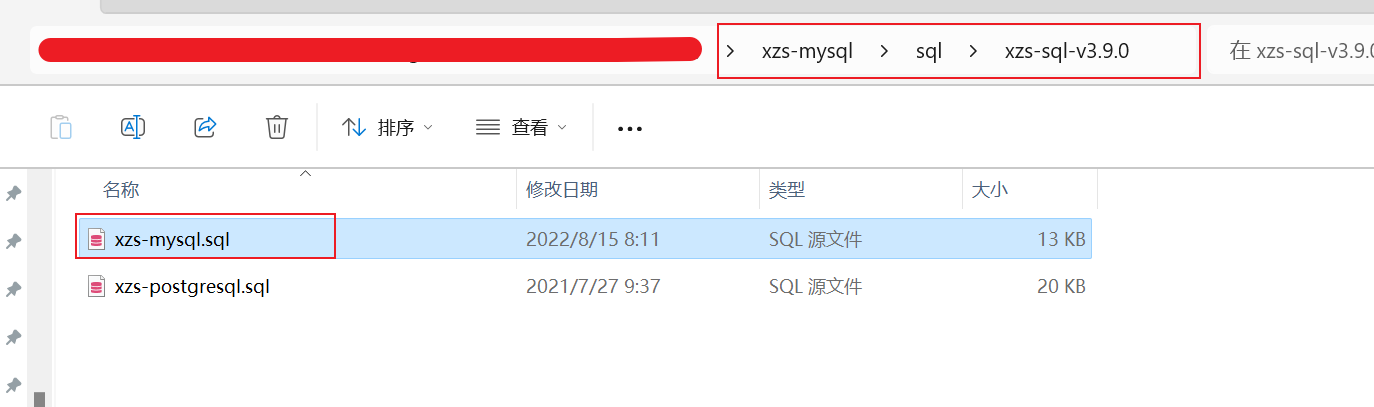 xzs-mysql > sql > xzs-sql-v3.9.0 在 xzs-sql-v3.9.0
排序 查看
名称 修改日期 类型 大小
xzs-mysql.sql 2022/8/15 8:11 SQL 源文件 13 KB
xzs-postgresql.sql 2021/7/27 9:37 SQL 源文件 20 KB